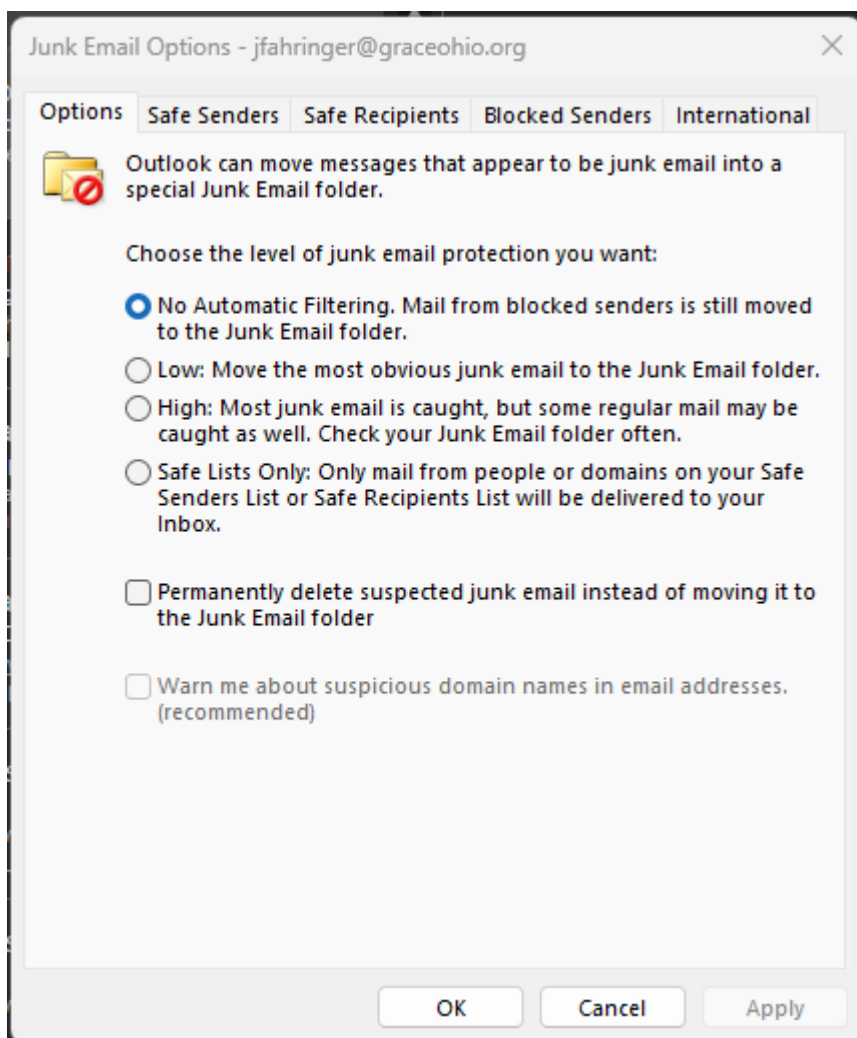 Junk Email Options - jfahringer@graceohio.org
Options Safe Senders Safe Recipients Blocked Senders International
Outlook can move messages that appear to be junk email into a
special Junk Email folder.
Choose the level of junk email protection you want:
No Automatic Filtering. Mail from blocked senders is still moved
to the Junk Email folder.
Low: Move the most obvious junk email to the Junk Email folder.
High: Most junk email is caught, but some regular mail may be
caught as well. Check your Junk Email folder often.
Safe Lists Only: Only mail from people or domains on your Safe
Senders List or Safe Recipients List will be delivered to your
Inbox.
Permanently delete suspected junk email instead of moving it to
the Junk Email folder
Warn me about suspicious domain names in email addresses.
(recommended)
OK Cancel Apply